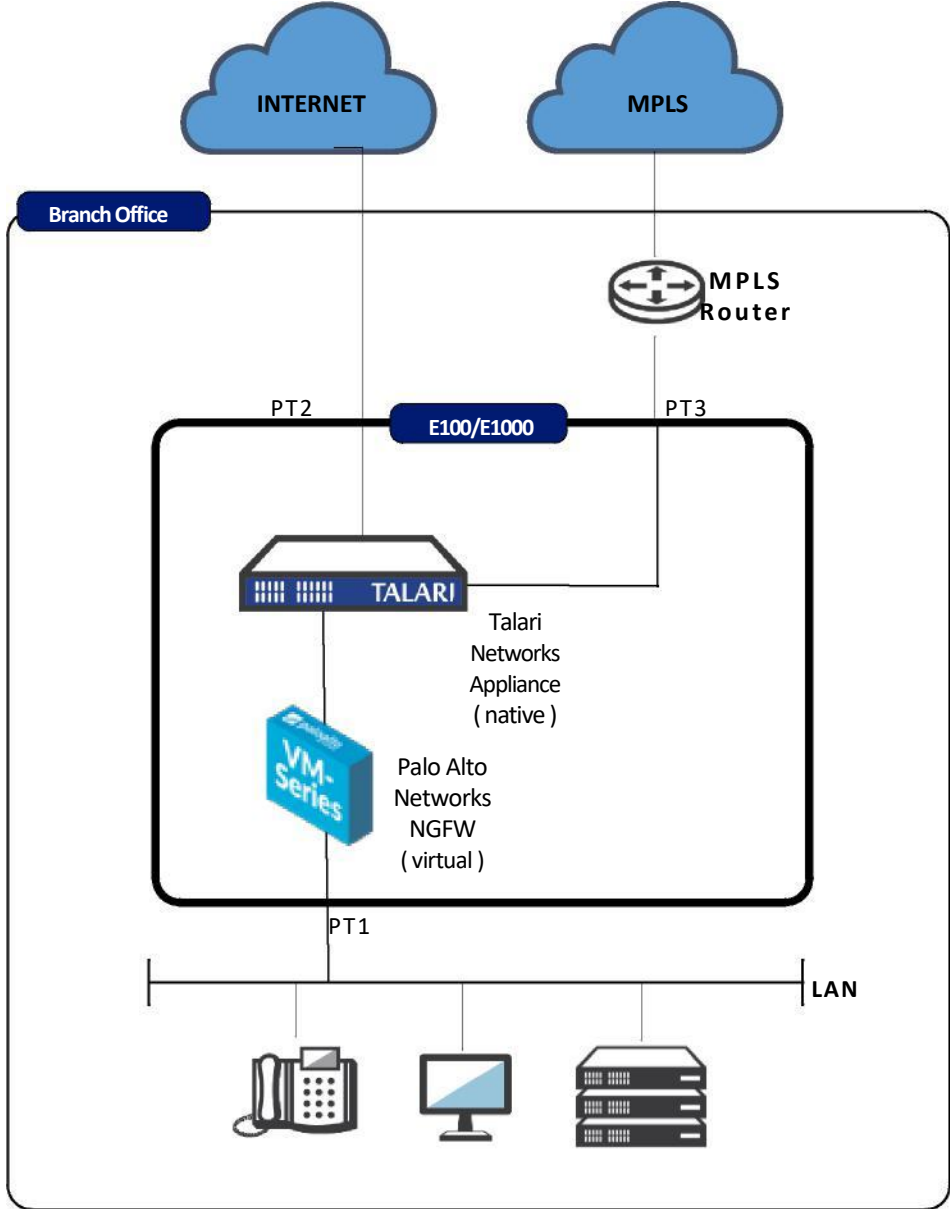 INTERNET
MPLS
Branch Office
MPLS
Router
PT2
PT3
E100/E1000
TALARI
Talari
Networks
Appliance
( native )
paloalto
VM-
Series
Palo Alto
Networks
NGFW
( virtual )
PT1
LAN